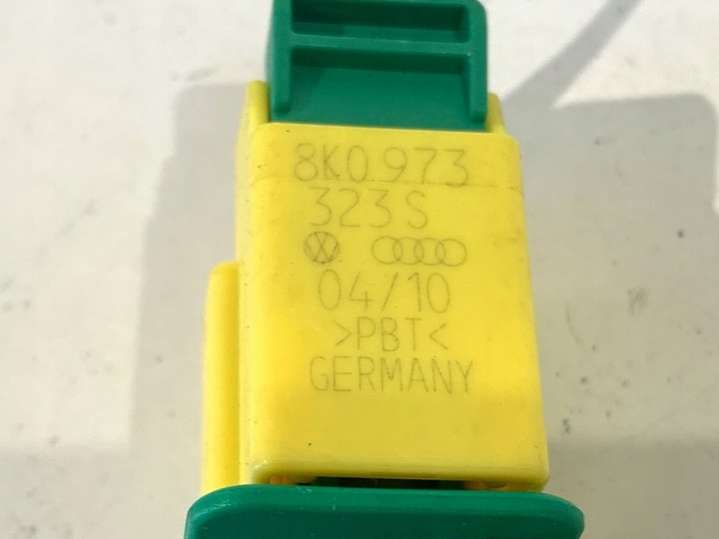 8K0 973
323 S
04/10
>PBT<
GERMANY